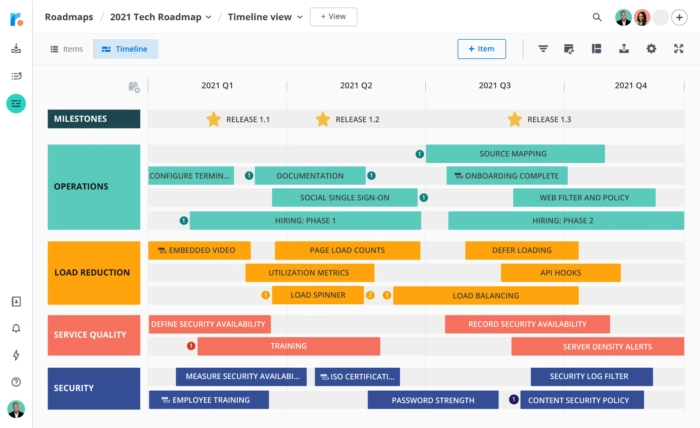 Roadmaps / 2021 Tech Roadmap / Timeline view + View
Items Timeline + Item
2021 Q1 2021 Q2 2021 Q3 2021 Q4
MILESTONES RELEASE 1.1 RELEASE 1.2 RELEASE 1.3
OPERATIONS
1 SOURCE MAPPING
CONFIGURE TERMIN... 1 DOCUMENTATION 1 ONBOARDING COMPLETE
SOCIAL SINGLE SIGN-ON 1 WEB FILTER AND POLICY
1 HIRING: PHASE 1 HIRING: PHASE 2
LOAD REDUCTION
EMBEDDED VIDEO PAGE LOAD COUNTS DEFER LOADING
UTILIZATION METRICS API HOOKS
1 LOAD SPINNER 2 1 LOAD BALANCING
SERVICE QUALITY
DEFINE SECURITY AVAILABILITY RECORD SECURITY AVAILABILITY
1 TRAINING SERVER DENSITY ALERTS
SECURITY
MEASURE SECURITY AVAILABI... ISO CERTIFICATI... SECURITY LOG FILTER
EMPLOYEE TRAINING PASSWORD STRENGTH 1 CONTENT SECURITY POLICY